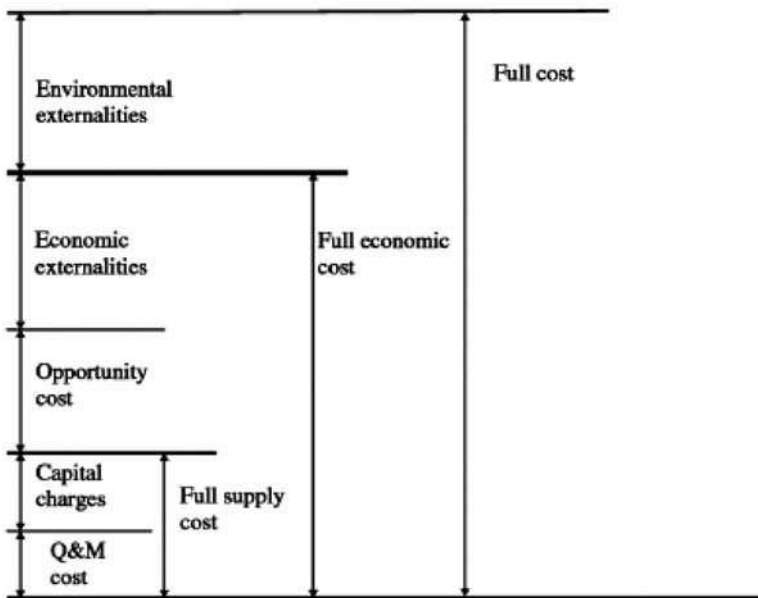 Full cost
Environmental
externalities
Economic
externalities
Full economic
cost
Opportunity
cost
Capital
charges
Full supply
cost
Q&M
cost